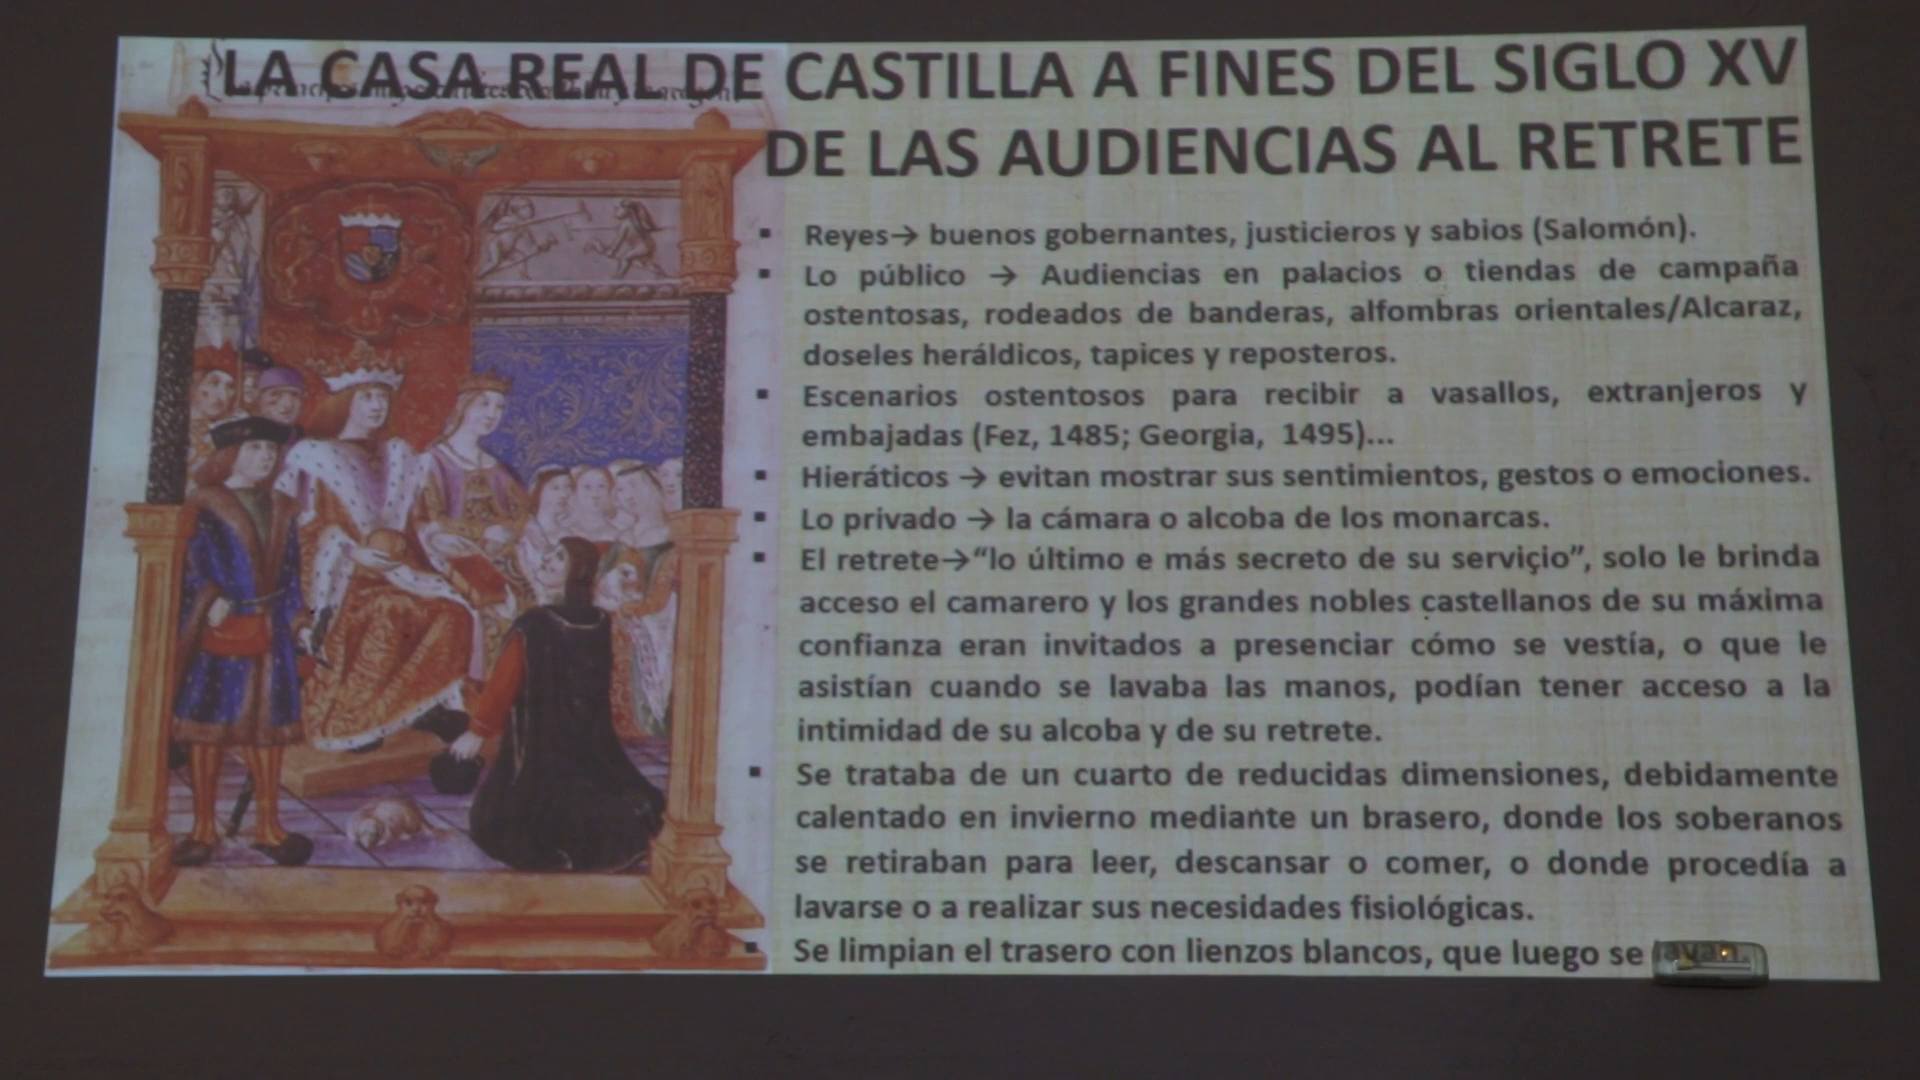 LA CASA REAL DE CASTILLA A FINES DEL SIGLO XV
DE LAS AUDIENCIAS AL RETRETE
▪ Reyes→ buenos gobernantes, justicieros y sabios (Salomón).
▪ Lo público → Audiencias en palacios o tiendas de campaña
ostentosas, rodeados de banderas, alfombras orientales/Alcaraz,
doseles heráldicos, tapices y reposteros.
▪ Escenarios ostentosos para recibir a vasallos, extranjeros y
embajadas (Fez, 1485; Georgia, 1495)...
▪ Hieráticos → evitan mostrar sus sentimientos, gestos o emociones.
▪ Lo privado → la cámara o alcoba de los monarcas.
▪ El retrete→“lo último e más secreto de su serviçio”, solo le brinda
acceso el camarero y los grandes nobles castellanos de su máxima
confianza eran invitados a presenciar cómo se vestía, o que le
asistían cuando se lavaba las manos, podían tener acceso a la
intimidad de su alcoba y de su retrete.
▪ Se trataba de un cuarto de reducidas dimensiones, debidamente
calentado en invierno mediante un brasero, donde los soberanos
se retiraban para leer, descansar o comer, o donde procedía a
lavarse o a realizar sus necesidades fisiológicas.
▪ Se limpian el trasero con lienzos blancos, que luego se lavan.